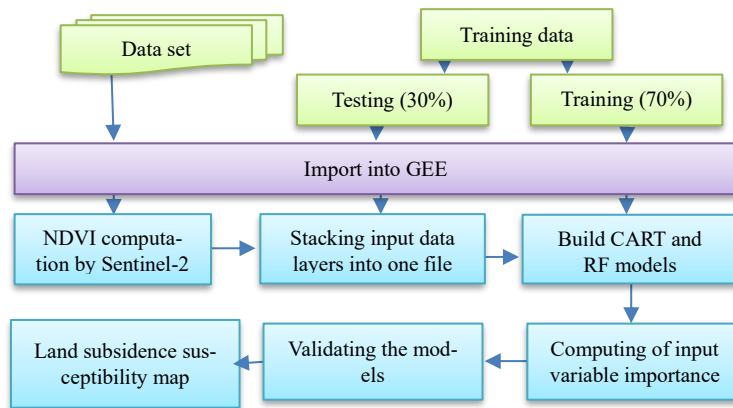 Data set
Training data
Testing (30%)
Training (70%)
Import into GEE
NDVI computa-
tion by Sentinel-2
Stacking input data
layers into one file
Build CART and
RF models
Land subsidence sus-
ceptibility map
Validating the mod-
els
Computing of input
variable importance